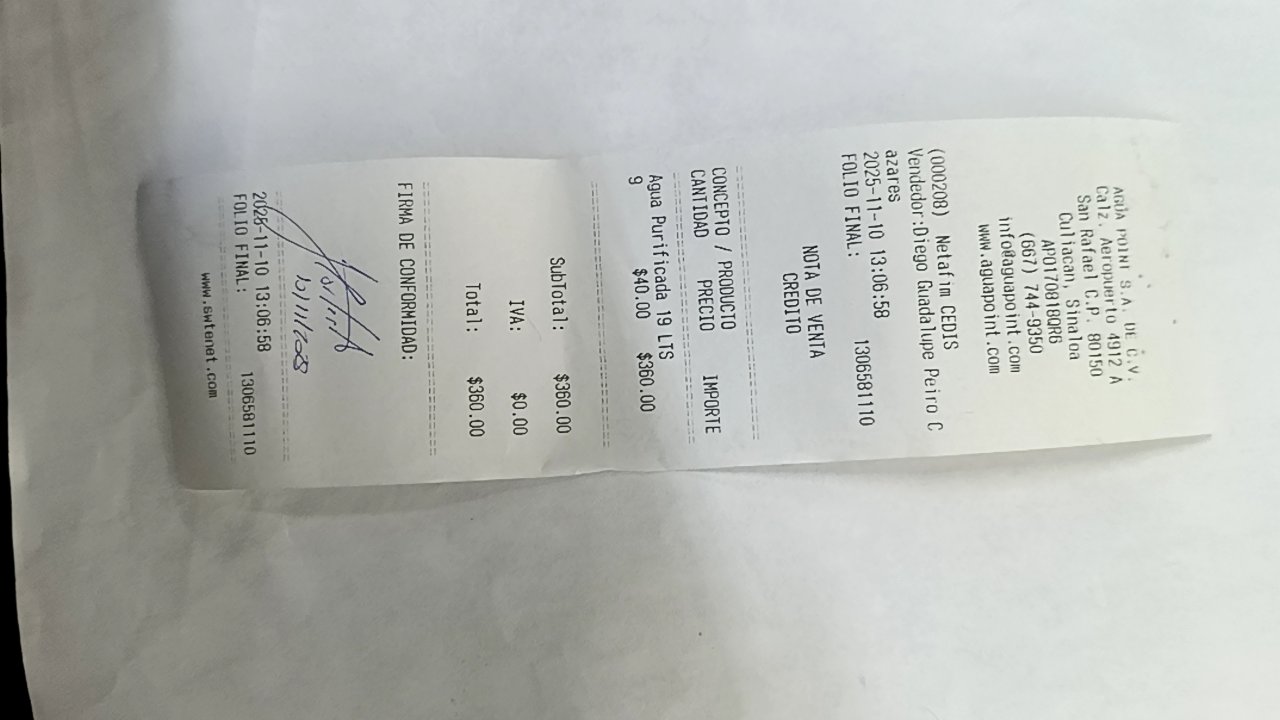 AGUA POINT S.A. DE C.V.
Calz. Aeropuerto 4912 A
San Rafael C.P. 80150
Culiacan, Sinaloa
APO170818OR6
(667) 744-9350
info@aguapoint.com
www.aguapoint.com
(000208) Netafim CEDIS
Vendedor:Diego Guadalupe Peiro C
azares
2025-11-10 13:06:58
FOLIO FINAL: 1306581110
NOTA DE VENTA
CREDITO
CONCEPTO / PRODUCTO
CANTIDAD PRECIO IMPORTE
Agua Purificada 19 LTS
9 $40.00 $360.00
SubTotal: $360.00
IVA: $0.00
Total: $360.00
FIRMA DE CONFORMIDAD:
2025-11-10 13:06:58
FOLIO FINAL: 1306581110
www.swtenet.com